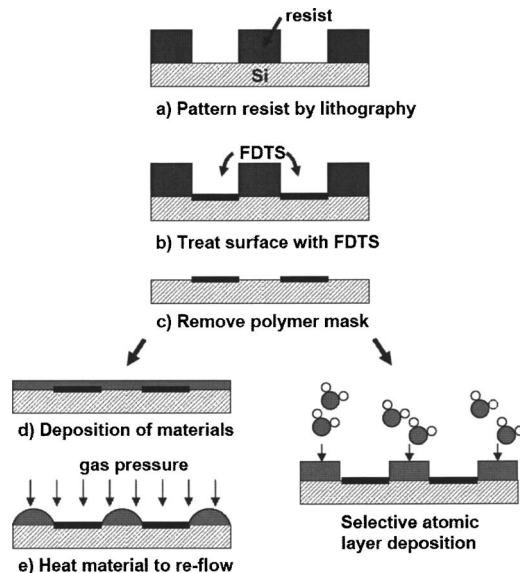 resist
Si
a) Pattern resist by lithography
FDTS
b) Treat surface with FDTS
c) Remove polymer mask
d) Deposition of materials
gas pressure
e) Heat material to re-flow
Selective atomic
layer deposition